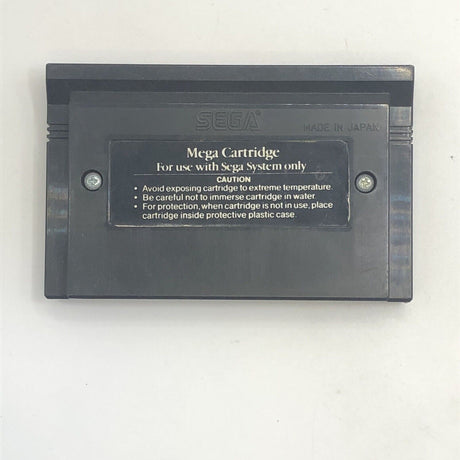 SEGA®
MADE IN JAPAN
Mega Cartridge
For use with Sega System only
CAUTION
• Avoid exposing cartridge to extreme temperature.
• Be careful not to immerse cartridge in water.
• For protection, when cartridge is not in use, place
cartridge inside protective plastic case.